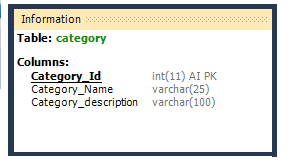 Information
Table: category
Columns:
Category_Id int(11) AI PK
Category_Name varchar(25)
Category_description varchar(100)